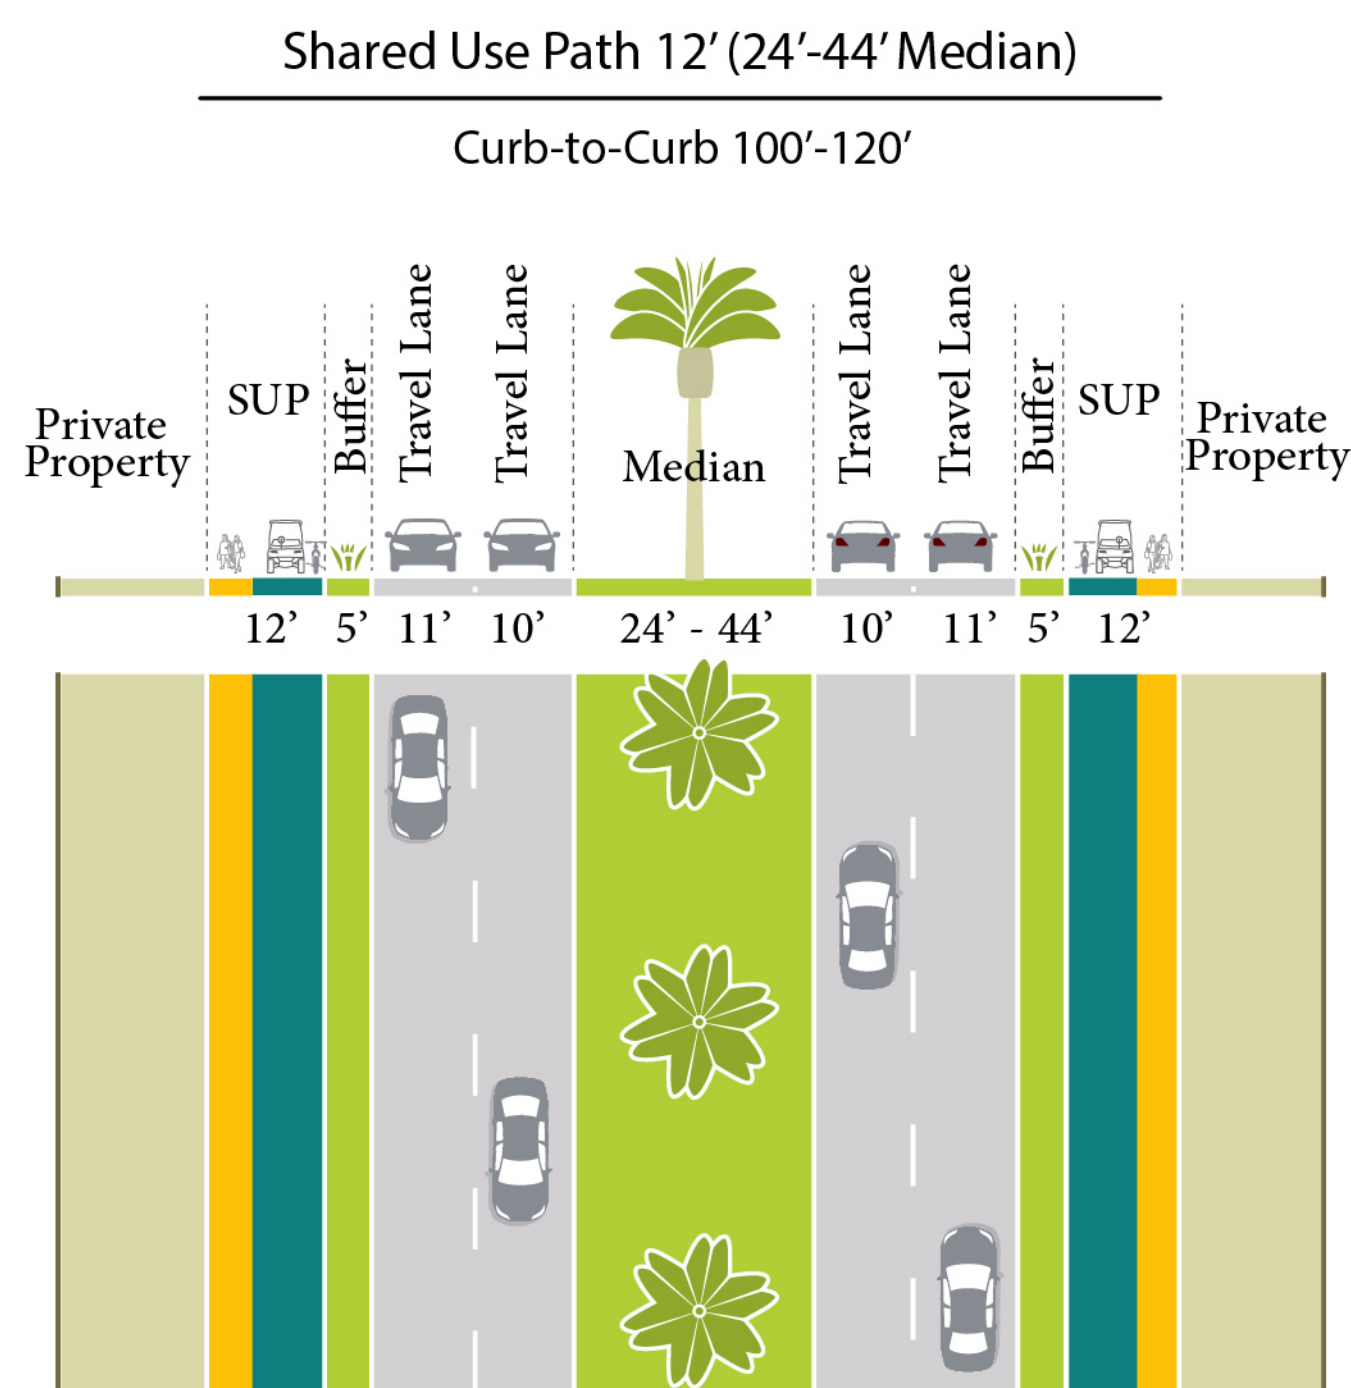 Shared Use Path 12’ (24’-44’ Median)
Curb-to-Curb 100’-120’
Private
Property
SUP
Buffer
Travel Lane
Travel Lane
Median
Travel Lane
Travel Lane
Buffer
SUP
Private
Property
12’ 5’ 11’ 10’ 24’ - 44’ 10’ 11’ 5’ 12’